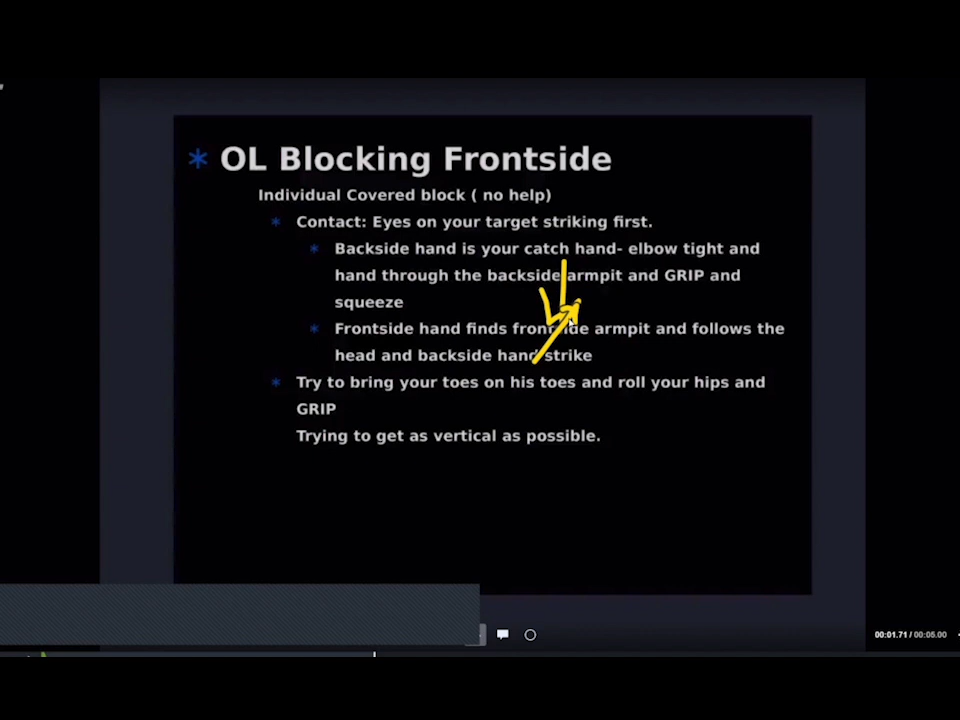 OL Blocking Frontside
Individual Covered block ( no help)
Contact: Eyes on your target striking first.
Backside hand is your catch hand- elbow tight and
hand through the backside armpit and GRIP and
squeeze
Frontside hand finds frontside armpit and follows the
head and backside hand strike
Try to bring your toes on his toes and roll your hips and
GRIP
Trying to get as vertical as possible.
00:01.71 / 00:05.00